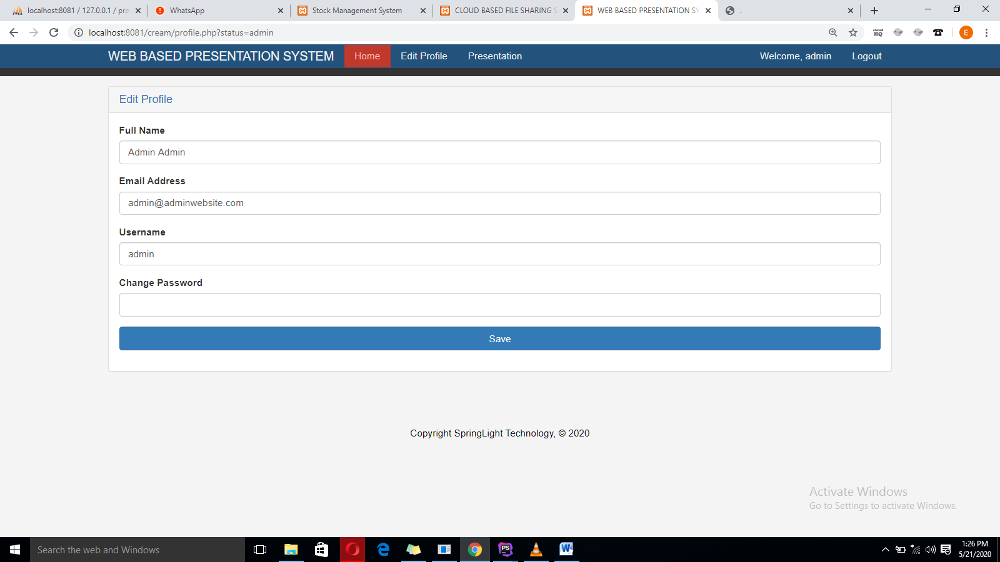 localhost:8081 / 127.0.0.1 / pre
WhatsApp
Stock Management System
CLOUD BASED FILE SHARING S
WEB BASED PRESENTATION SY
.
localhost:8081/cream/profile.php?status=admin
cloud
HQ
E
WEB BASED PRESENTATION SYSTEM
Home
Edit Profile
Presentation
Welcome, admin
Logout
Edit Profile
Full Name
Admin Admin
Email Address
admin@adminwebsite.com
Username
admin
Change Password
Save
Copyright SpringLight Technology, © 2020
Activate Windows
Go to Settings to activate Windows.
Search the web and Windows
PS
W
1:26 PM
5/21/2020